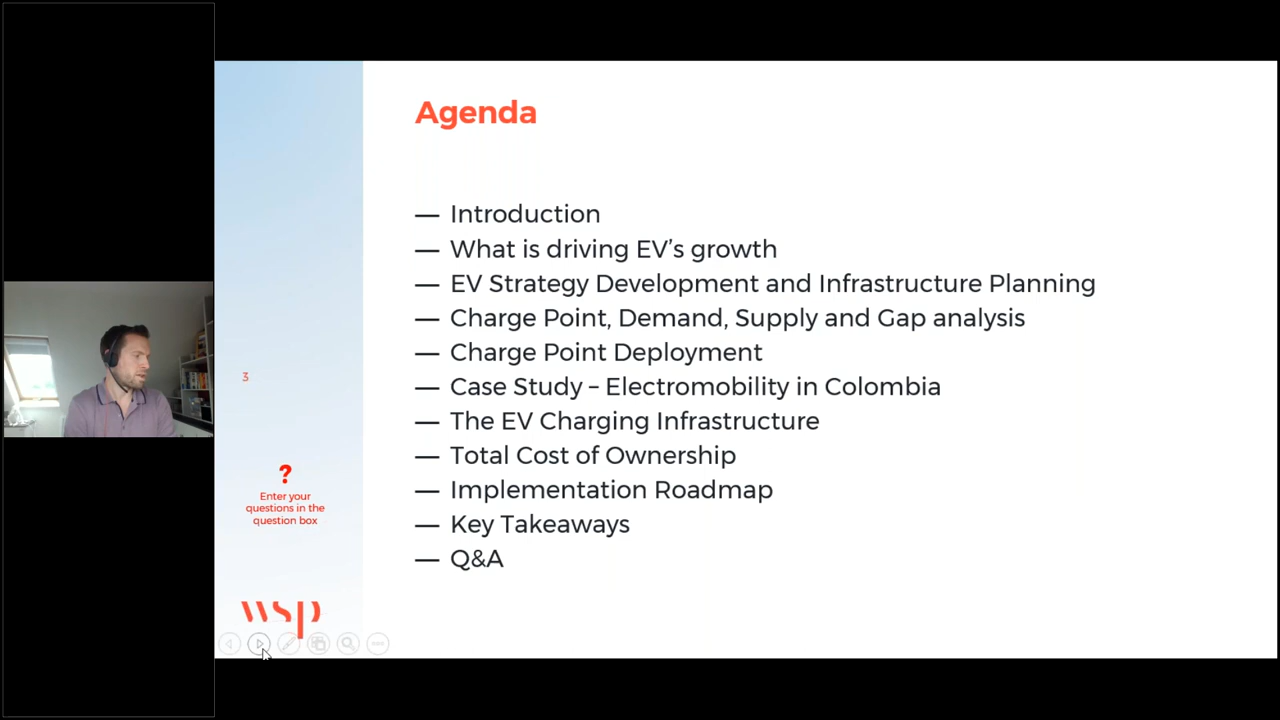 Agenda
— Introduction
— What is driving EV’s growth
— EV Strategy Development and Infrastructure Planning
— Charge Point, Demand, Supply and Gap analysis
— Charge Point Deployment
— Case Study – Electromobility in Colombia
— The EV Charging Infrastructure
— Total Cost of Ownership
— Implementation Roadmap
— Key Takeaways
— Q&A
3
?
Enter your
questions in the
question box
wsp